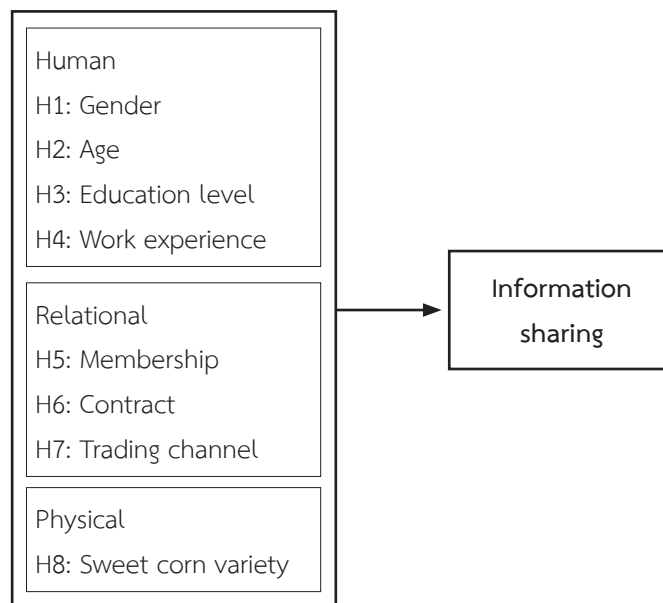 Human
H1: Gender
H2: Age
H3: Education level
H4: Work experience
Relational
H5: Membership
H6: Contract
H7: Trading channel
Physical
H8: Sweet corn variety
Information
sharing